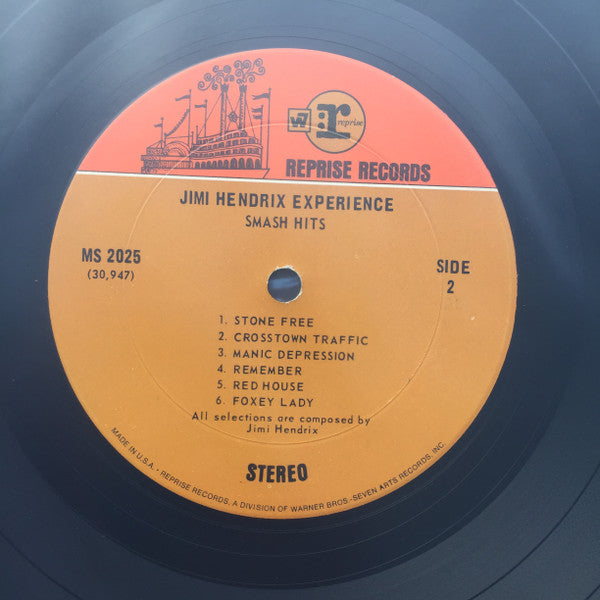 W7 r: reprise
REPRISE RECORDS
JIMI HENDRIX EXPERIENCE
SMASH HITS
MS 2025
(30,947)
SIDE
2
1. STONE FREE
2. CROSSTOWN TRAFFIC
3. MANIC DEPRESSION
4. REMEMBER
5. RED HOUSE
6. FOXEY LADY
All selections are composed by
Jimi Hendrix
STEREO
MADE IN U.S.A. • REPRISE RECORDS, A DIVISION OF WARNER BROS.-SEVEN ARTS RECORDS, INC.